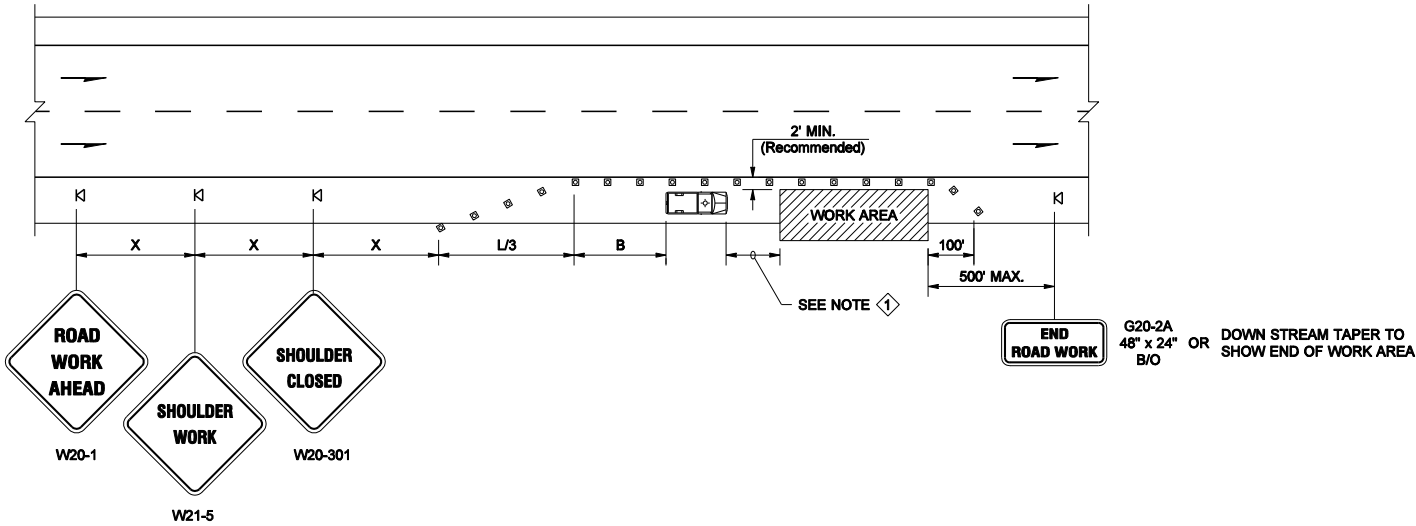 2' MIN.
(Recommended)
WORK AREA
X
X
X
L/3
B
100'
500' MAX.
SEE NOTE 1
ROAD
WORK
AHEAD
W20-1
SHOULDER
WORK
W21-5
SHOULDER
CLOSED
W20-301
END
ROAD WORK
G20-2A
48" x 24"
B/O
OR
DOWN STREAM TAPER TO
SHOW END OF WORK AREA